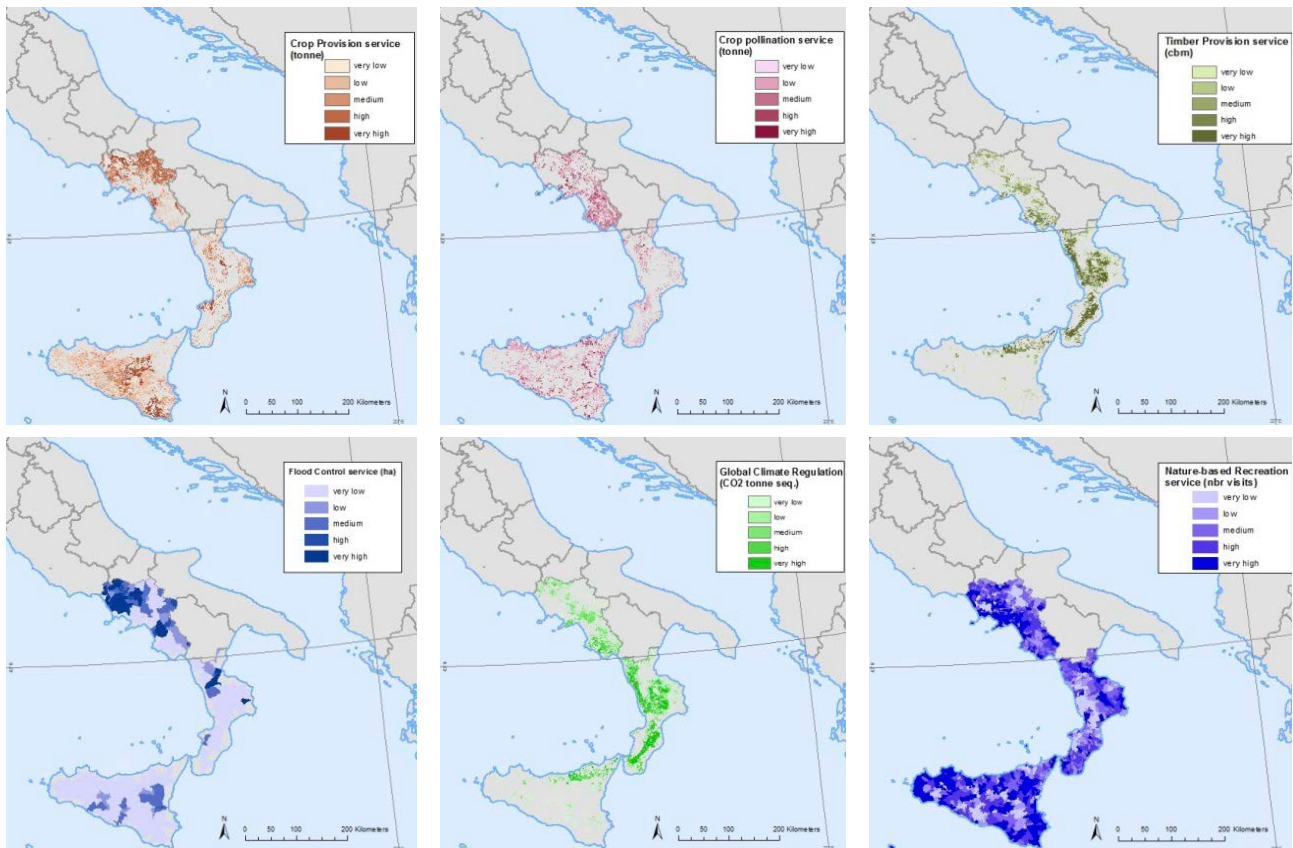 Crop Provision service
(tonne)
very low
low
medium
high
very high
N
0 50 100 200 Kilometers
Crop pollination service
(tonne)
very low
low
medium
high
very high
N
0 50 100 200 Kilometers
Timber Provision service
(cbm)
very low
low
medium
high
very high
N
0 50 100 200 Kilometers
Flood Control service (ha)
very low
low
medium
high
very high
N
0 50 100 200 Kilometers
Global Climate Regulation
(CO2 tonne seq.)
very low
low
medium
high
very high
N
0 50 100 200 Kilometers
Nature-based Recreation
service (nbr visits)
very low
low
medium
high
very high
N
0 50 100 200 Kilometers